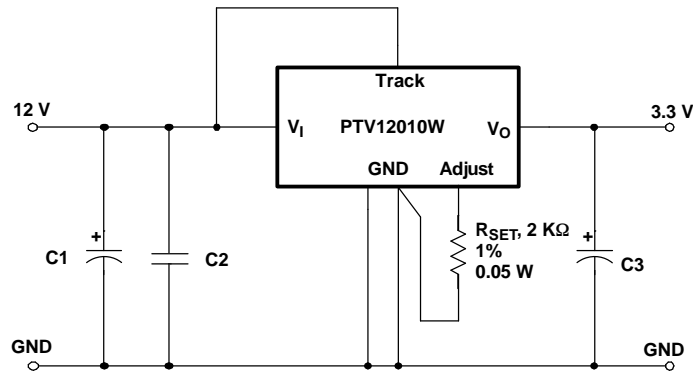 Track
12 V
3.3 V
VI
PTV12010W
VO
GND
Adjust
+
C1
C2
RSET, 2 KΩ
1%
0.05 W
+
C3
GND
GND